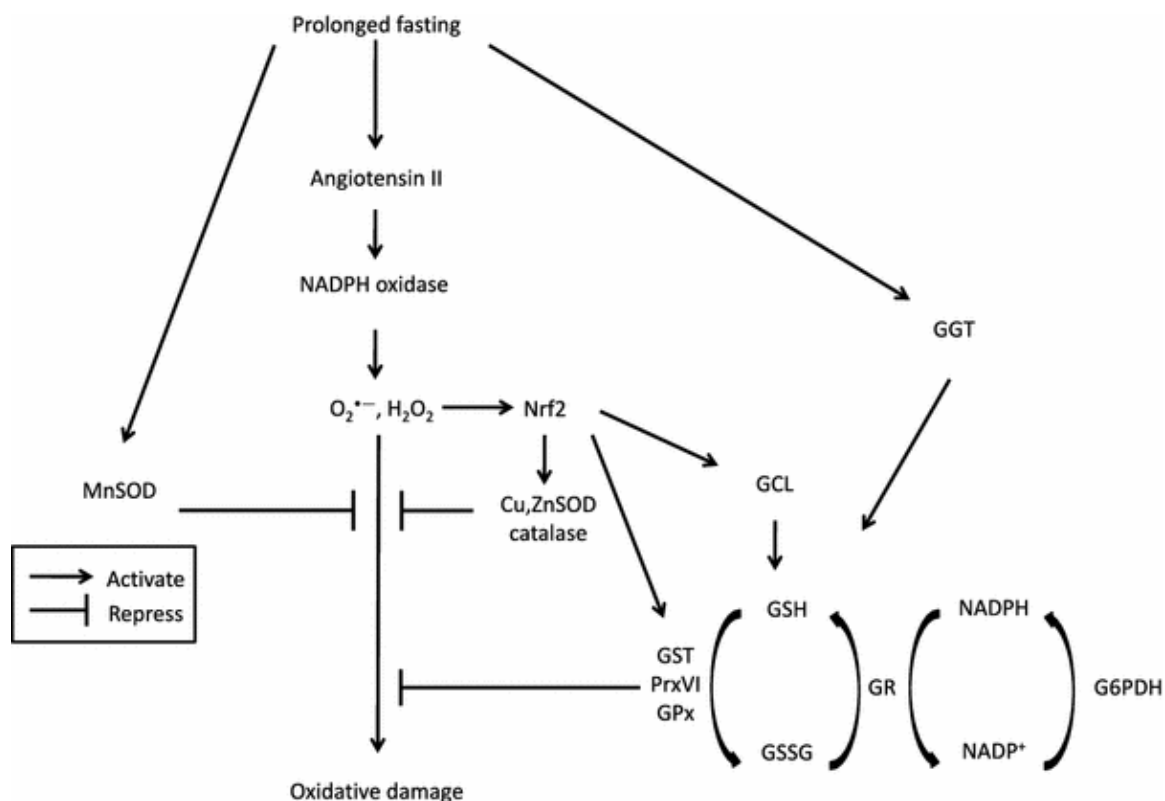 Prolonged fasting
Angiotensin II
NADPH oxidase
GGT
O₂•—, H₂O₂
Nrf2
MnSOD
GCL
Cu,ZnSOD
catalase
Activate
Repress
GSH
NADPH
GST
PrxVI
GPx
GR
G6PDH
GSSG
NADP⁺
Oxidative damage